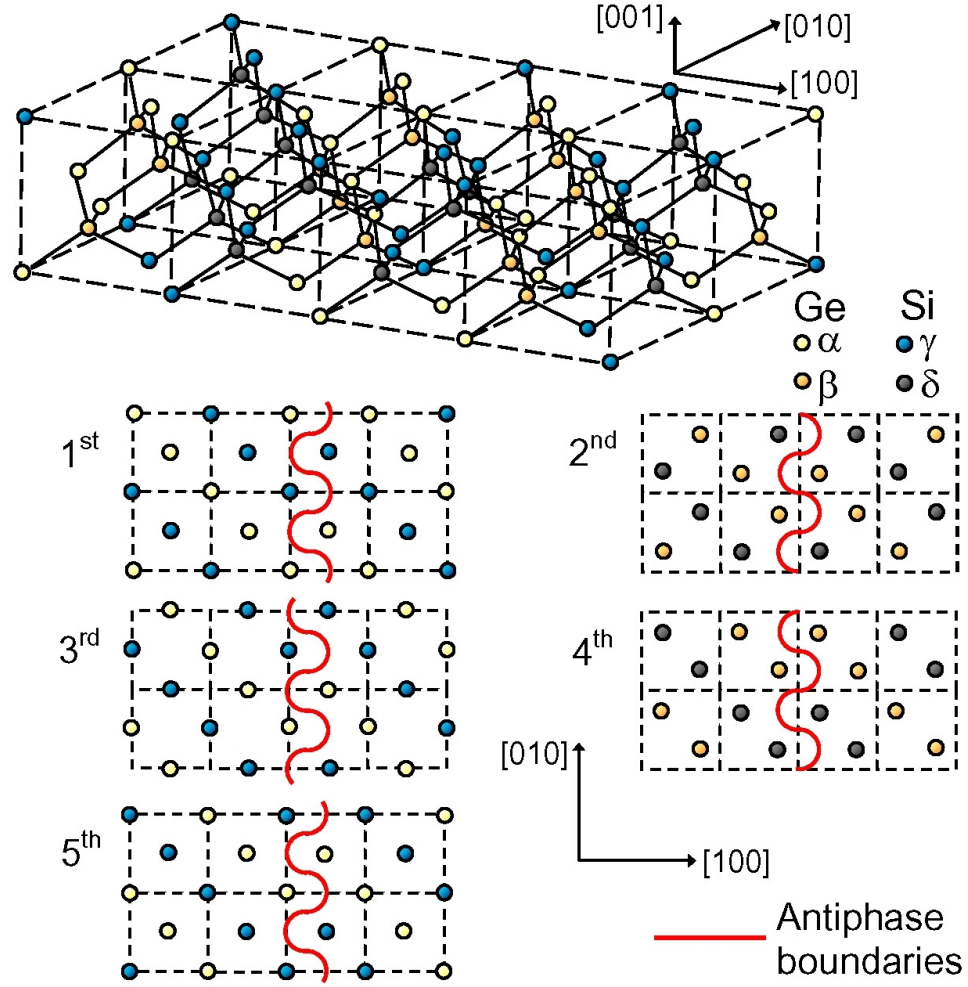 [001]
[010]
[100]
Ge Si
α γ
β δ
1st
2nd
3rd
4th
[010]
[100]
5th
Antiphase
boundaries